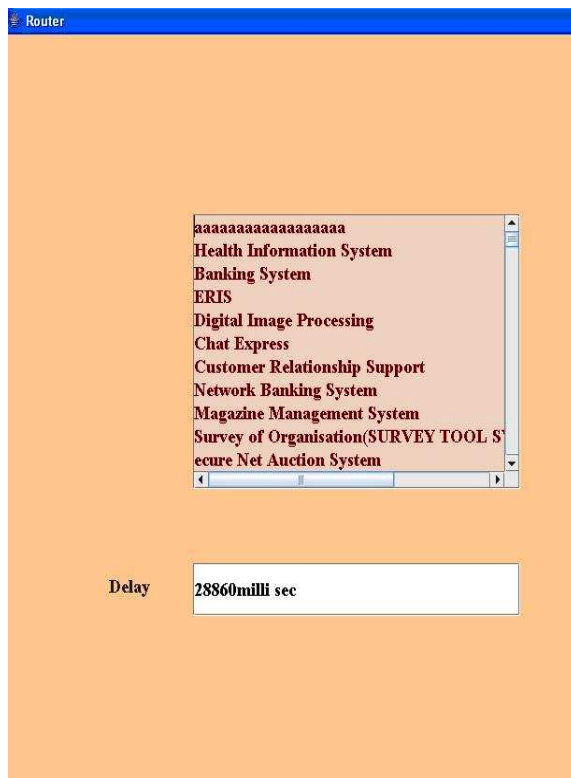 Router
aaaaaaaaaaaaaaaaaa
Health Information System
Banking System
ERIS
Digital Image Processing
Chat Express
Customer Relationship Support
Network Banking System
Magazine Management System
Survey of Organisation(SURVEY TOOL SY
ecure Net Auction System
Delay
28860milli sec